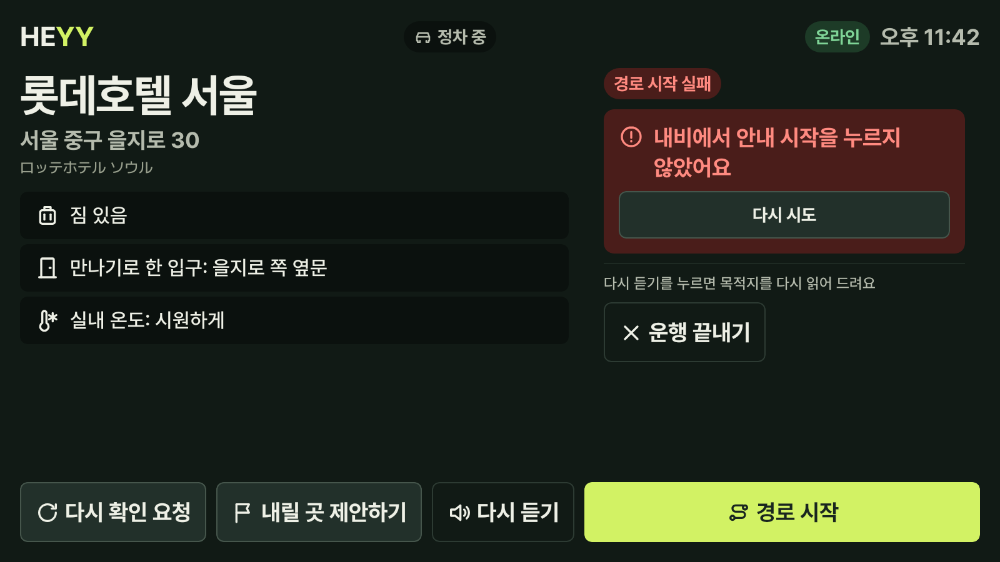 HEYY
정차 중
온라인
오후 11:42
롯데호텔 서울
서울 중구 을지로 30
ロッテホテル ソウル
짐 있음
만나기로 한 입구: 을지로 쪽 옆문
실내 온도: 시원하게
경로 시작 실패
내비에서 안내 시작을 누르지
않았어요
다시 시도
다시 듣기를 누르면 목적지를 다시 읽어 드려요
운행 끝내기
다시 확인 요청
내릴 곳 제안하기
다시 듣기
경로 시작